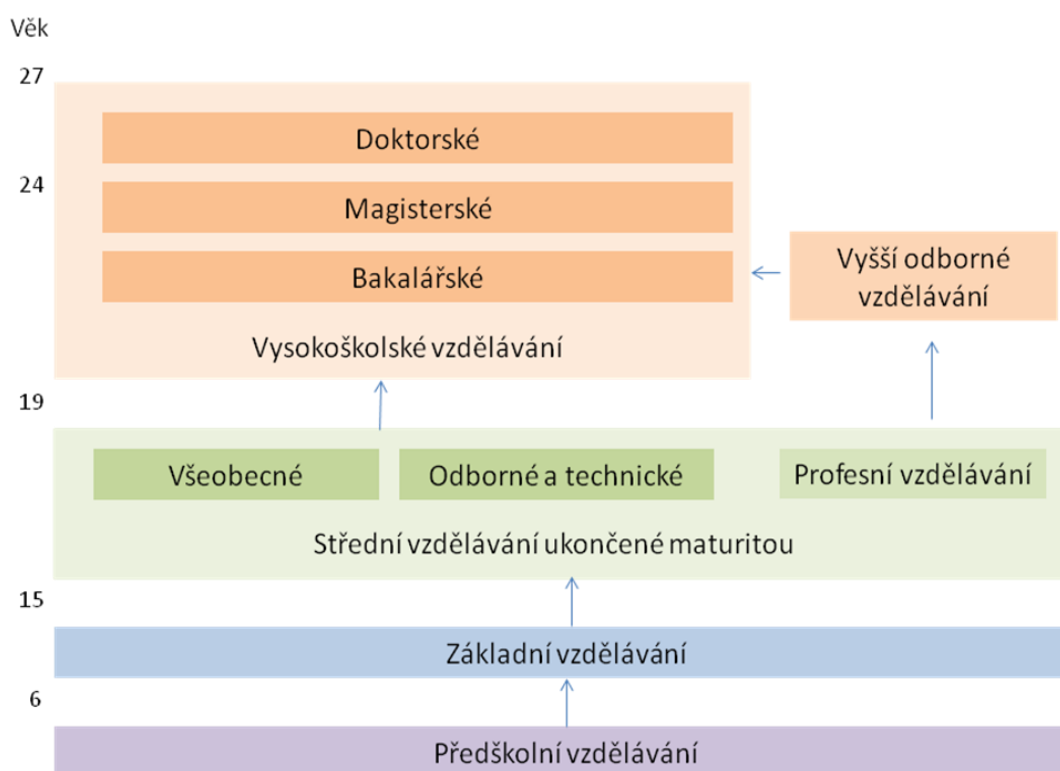 Věk
27
Doktorské
24
Magisterské
Bakalářské
Vyšší odborné
vzdělávání
Vysokoškolské vzdělávání
19
Všeobecné
Odborné a technické
Profesní vzdělávání
Střední vzdělávání ukončené maturitou
15
Základní vzdělávání
6
Předškolní vzdělávání